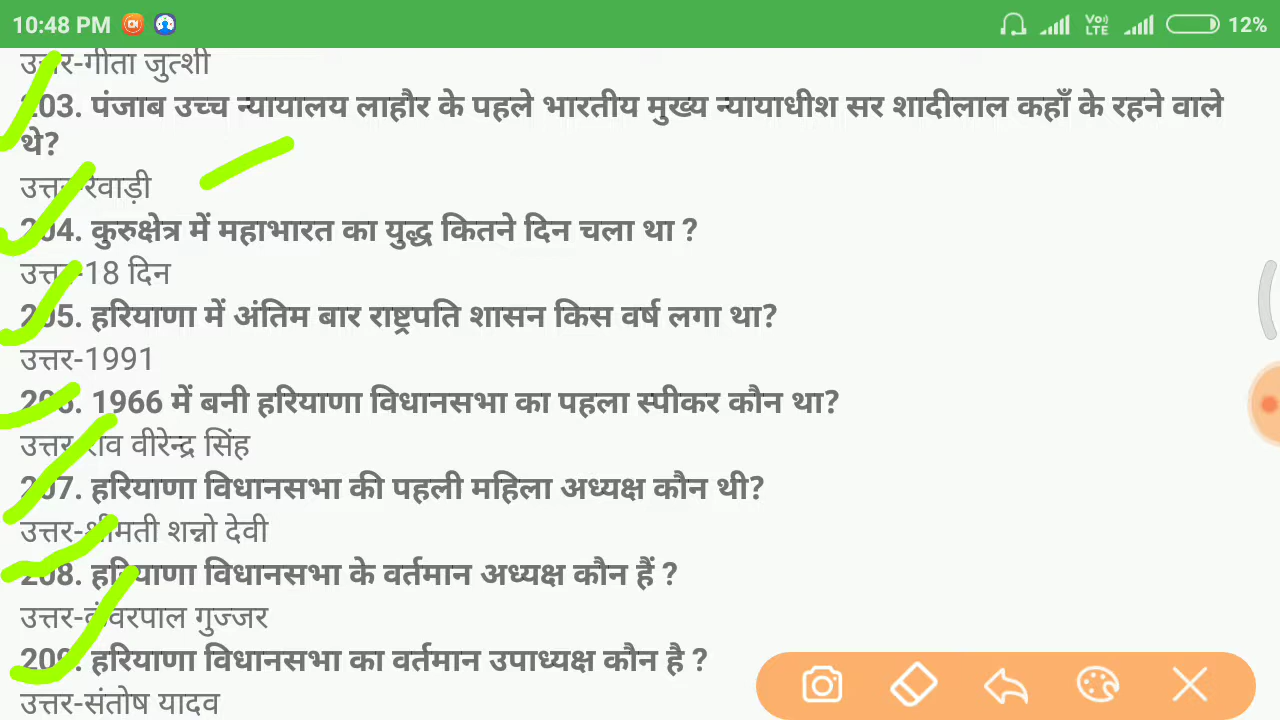 10:48 PM Vo) LTE 12%
उत्तर-गीता जुत्शी
203. पंजाब उच्च न्यायालय लाहौर के पहले भारतीय मुख्य न्यायाधीश सर शादीलाल कहाँ के रहने वाले
थे?
उत्तर-रेवाड़ी
204. कुरुक्षेत्र में महाभारत का युद्ध कितने दिन चला था ?
उत्तर-18 दिन
205. हरियाणा में अंतिम बार राष्ट्रपति शासन किस वर्ष लगा था?
उत्तर-1991
206. 1966 में बनी हरियाणा विधानसभा का पहला स्पीकर कौन था?
उत्तर-राव वीरेन्द्र सिंह
207. हरियाणा विधानसभा की पहली महिला अध्यक्ष कौन थी?
उत्तर-श्रीमती शन्नो देवी
208. हरियाणा विधानसभा के वर्तमान अध्यक्ष कौन हैं ?
उत्तर-कंवरपाल गुज्जर
209. हरियाणा विधानसभा का वर्तमान उपाध्यक्ष कौन है ?
उत्तर-संतोष यादव